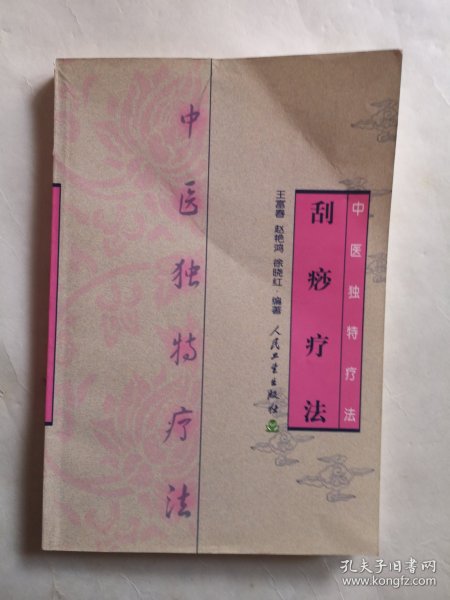 中医独特疗法
刮痧疗法
王富春 赵艳鸿 徐晓红·编著
人民卫生出版社
中医独特疗法
孔夫子旧书网
www.kongfz.com